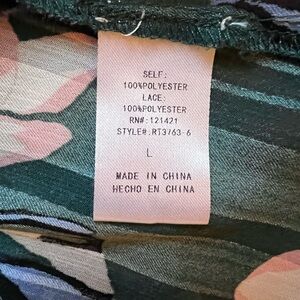 SELF:
100%POLYESTER
LACE:
100%POLYESTER
RN#:121421
STYLE#:RT3763-6
L
MADE IN CHINA
HECHO EN CHINA